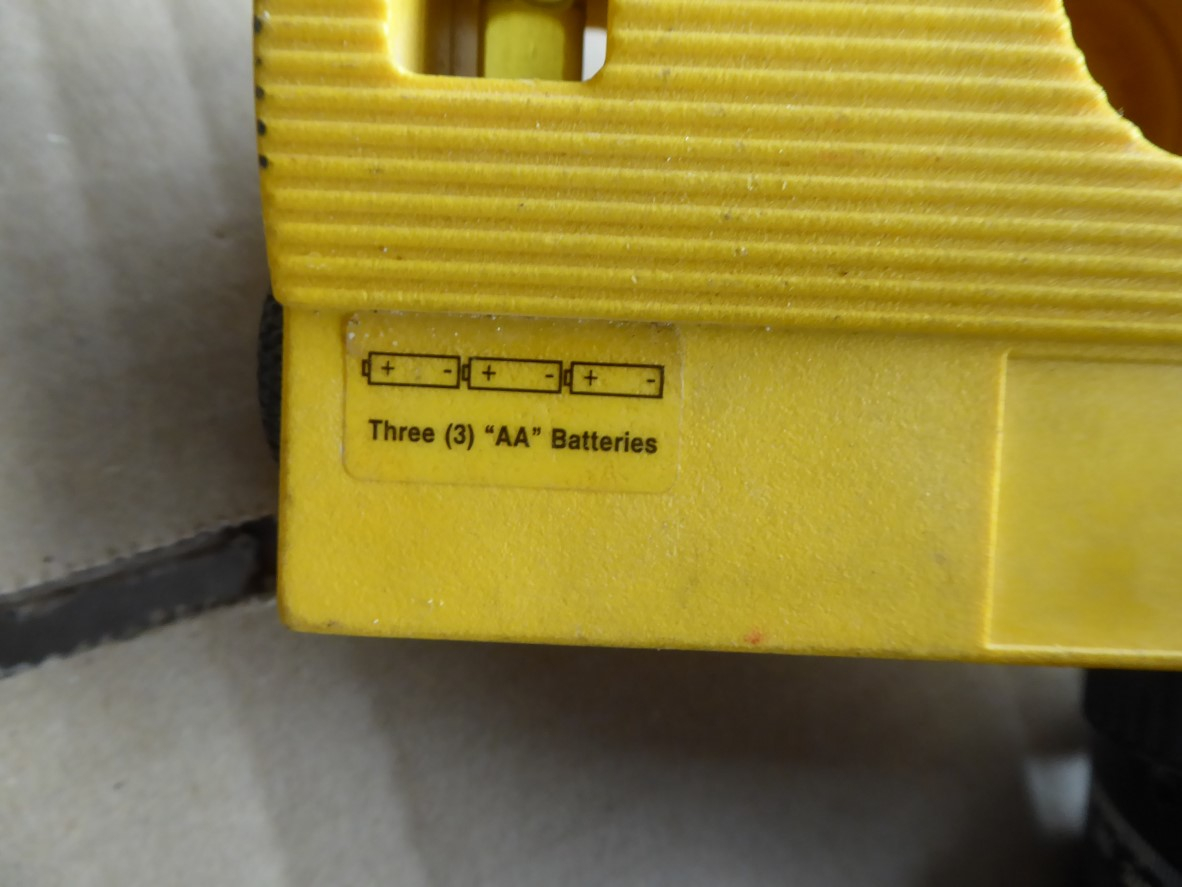 + - + - + -
Three (3) “AA” Batteries